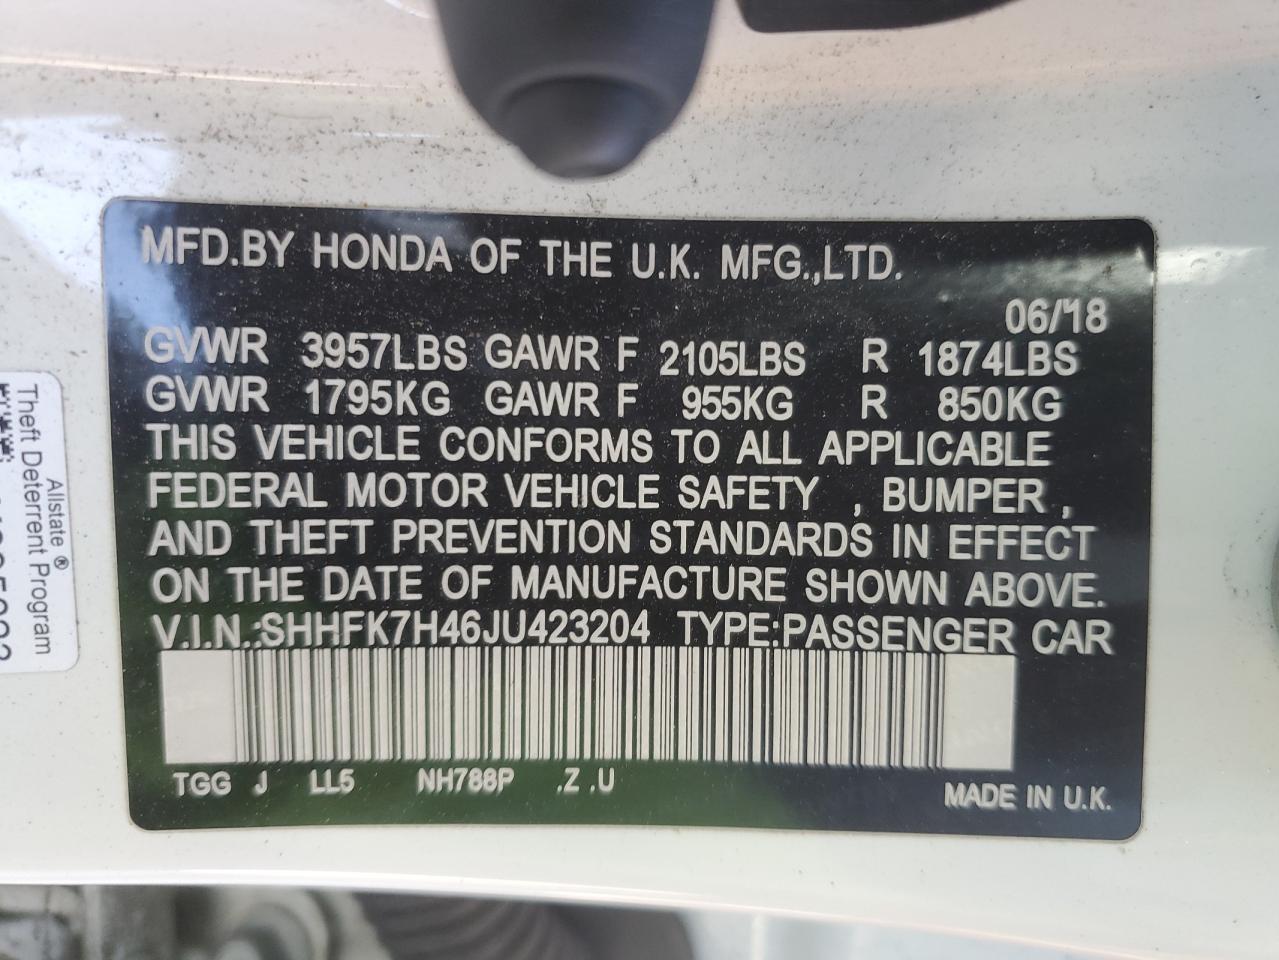 MFD.BY HONDA OF THE U.K. MFG.,LTD.
06/18
GVWR 3957LBS GAWR F 2105LBS R 1874LBS
GVWR 1795KG GAWR F 955KG R 850KG
THIS VEHICLE CONFORMS TO ALL APPLICABLE
FEDERAL MOTOR VEHICLE SAFETY , BUMPER ,
AND THEFT PREVENTION STANDARDS IN EFFECT
ON THE DATE OF MANUFACTURE SHOWN ABOVE.
V.I.N.:SHHFK7H46JU423204 TYPE:PASSENGER CAR
TGG J LL5 NH788P .Z .U
MADE IN U.K.
Allstate®
Theft Deterrent Program